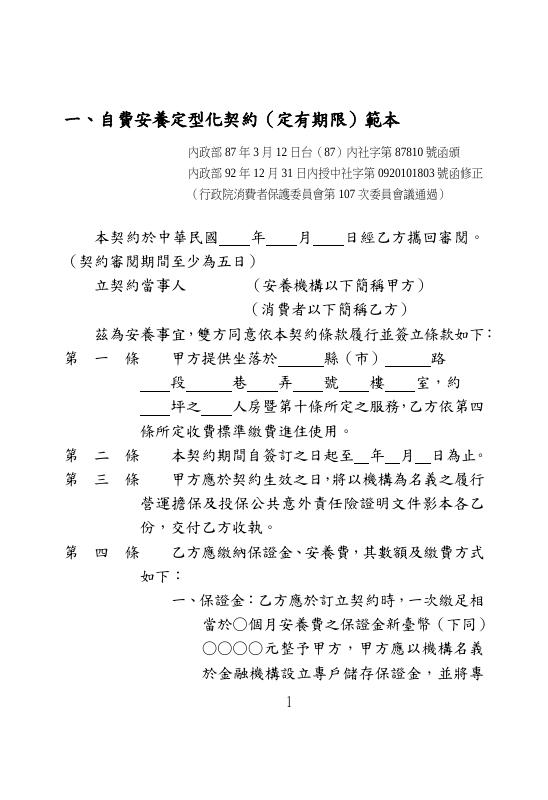 一、自費安養定型化契約（定有期限）範本
內政部 87 年 3 月 12 日台（87）內社字第 87810 號函頒
內政部 92 年 12 月 31 日內授中社字第 0920101803 號函修正
（行政院消費者保護委員會第 107 次委員會議通過）
本契約於中華民國____年____月____日經乙方攜回審閱。
（契約審閱期間至少為五日）
立契約當事人　　　　（安養機構以下簡稱甲方）
（消費者以下簡稱乙方）
茲為安養事宜，雙方同意依本契約條款履行並簽立條款如下：
第　一　條　　甲方提供坐落於______縣（市）______路
____段______巷____弄____號____樓____室，約
____坪之____人房暨第十條所定之服務，乙方依第四
條所定收費標準繳費進住使用。
第　二　條　　本契約期間自簽訂之日起至__年__月__日為止。
第　三　條　　甲方應於契約生效之日，將以機構為名義之履行
營運擔保及投保公共意外責任險證明文件影本各乙
份，交付乙方收執。
第　四　條　　乙方應繳納保證金、安養費，其數額及繳費方式
如下：
一、保證金：乙方應於訂立契約時，一次繳足相
當於○個月安養費之保證金新臺幣（下同）
○○○○元整予甲方，甲方應以機構名義
於金融機構設立專戶儲存保證金，並將專
1